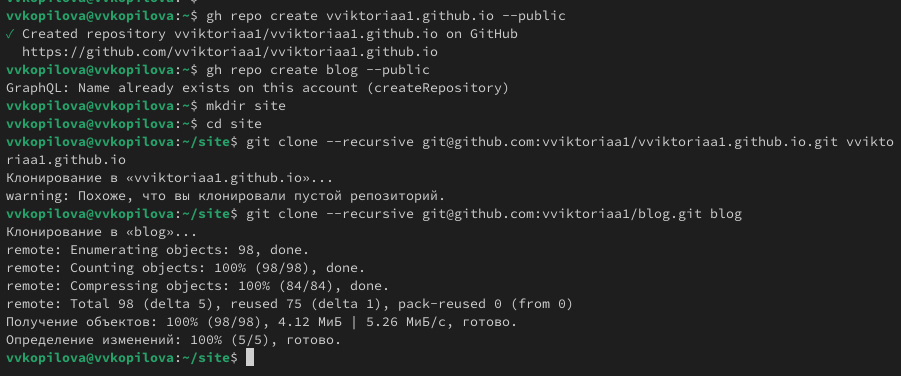 vvkopilova@vvkopilova:~$ gh repo create vviktoriaa1.github.io --public
✓ Created repository vviktoriaa1/vviktoriaa1.github.io on GitHub
  https://github.com/vviktoriaa1/vviktoriaa1.github.io
vvkopilova@vvkopilova:~$ gh repo create blog --public
GraphQL: Name already exists on this account (createRepository)
vvkopilova@vvkopilova:~$ mkdir site
vvkopilova@vvkopilova:~$ cd site
vvkopilova@vvkopilova:~/site$ git clone --recursive git@github.com:vviktoriaa1/vviktoriaa1.github.io.git vvikto
riaa1.github.io
Клонирование в «vviktoriaa1.github.io»...
warning: Похоже, что вы клонировали пустой репозиторий.
vvkopilova@vvkopilova:~/site$ git clone --recursive git@github.com:vviktoriaa1/blog.git blog
Клонирование в «blog»...
remote: Enumerating objects: 98, done.
remote: Counting objects: 100% (98/98), done.
remote: Compressing objects: 100% (84/84), done.
remote: Total 98 (delta 5), reused 75 (delta 1), pack-reused 0 (from 0)
Получение объектов: 100% (98/98), 4.12 МиБ | 5.26 МиБ/с, готово.
Определение изменений: 100% (5/5), готово.
vvkopilova@vvkopilova:~/site$